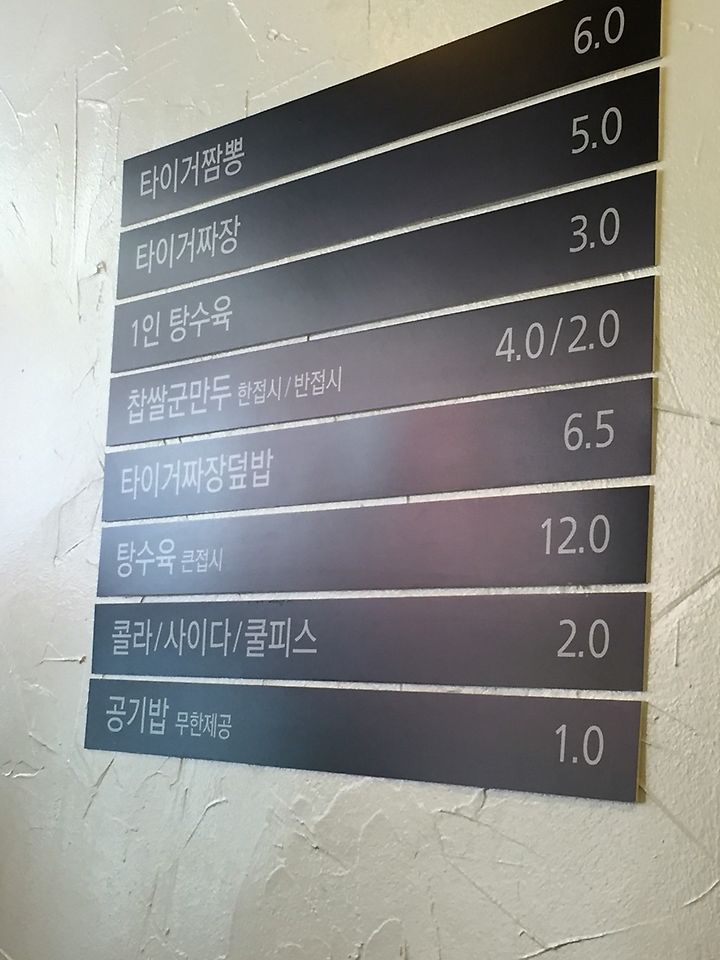 타이거짬뽕 6.0
타이거짜장 5.0
1인 탕수육 3.0
찹쌀군만두 한접시/반접시 4.0/2.0
타이거짜장덮밥 6.5
탕수육 큰접시 12.0
콜라/사이다/쿨피스 2.0
공기밥 무한제공 1.0